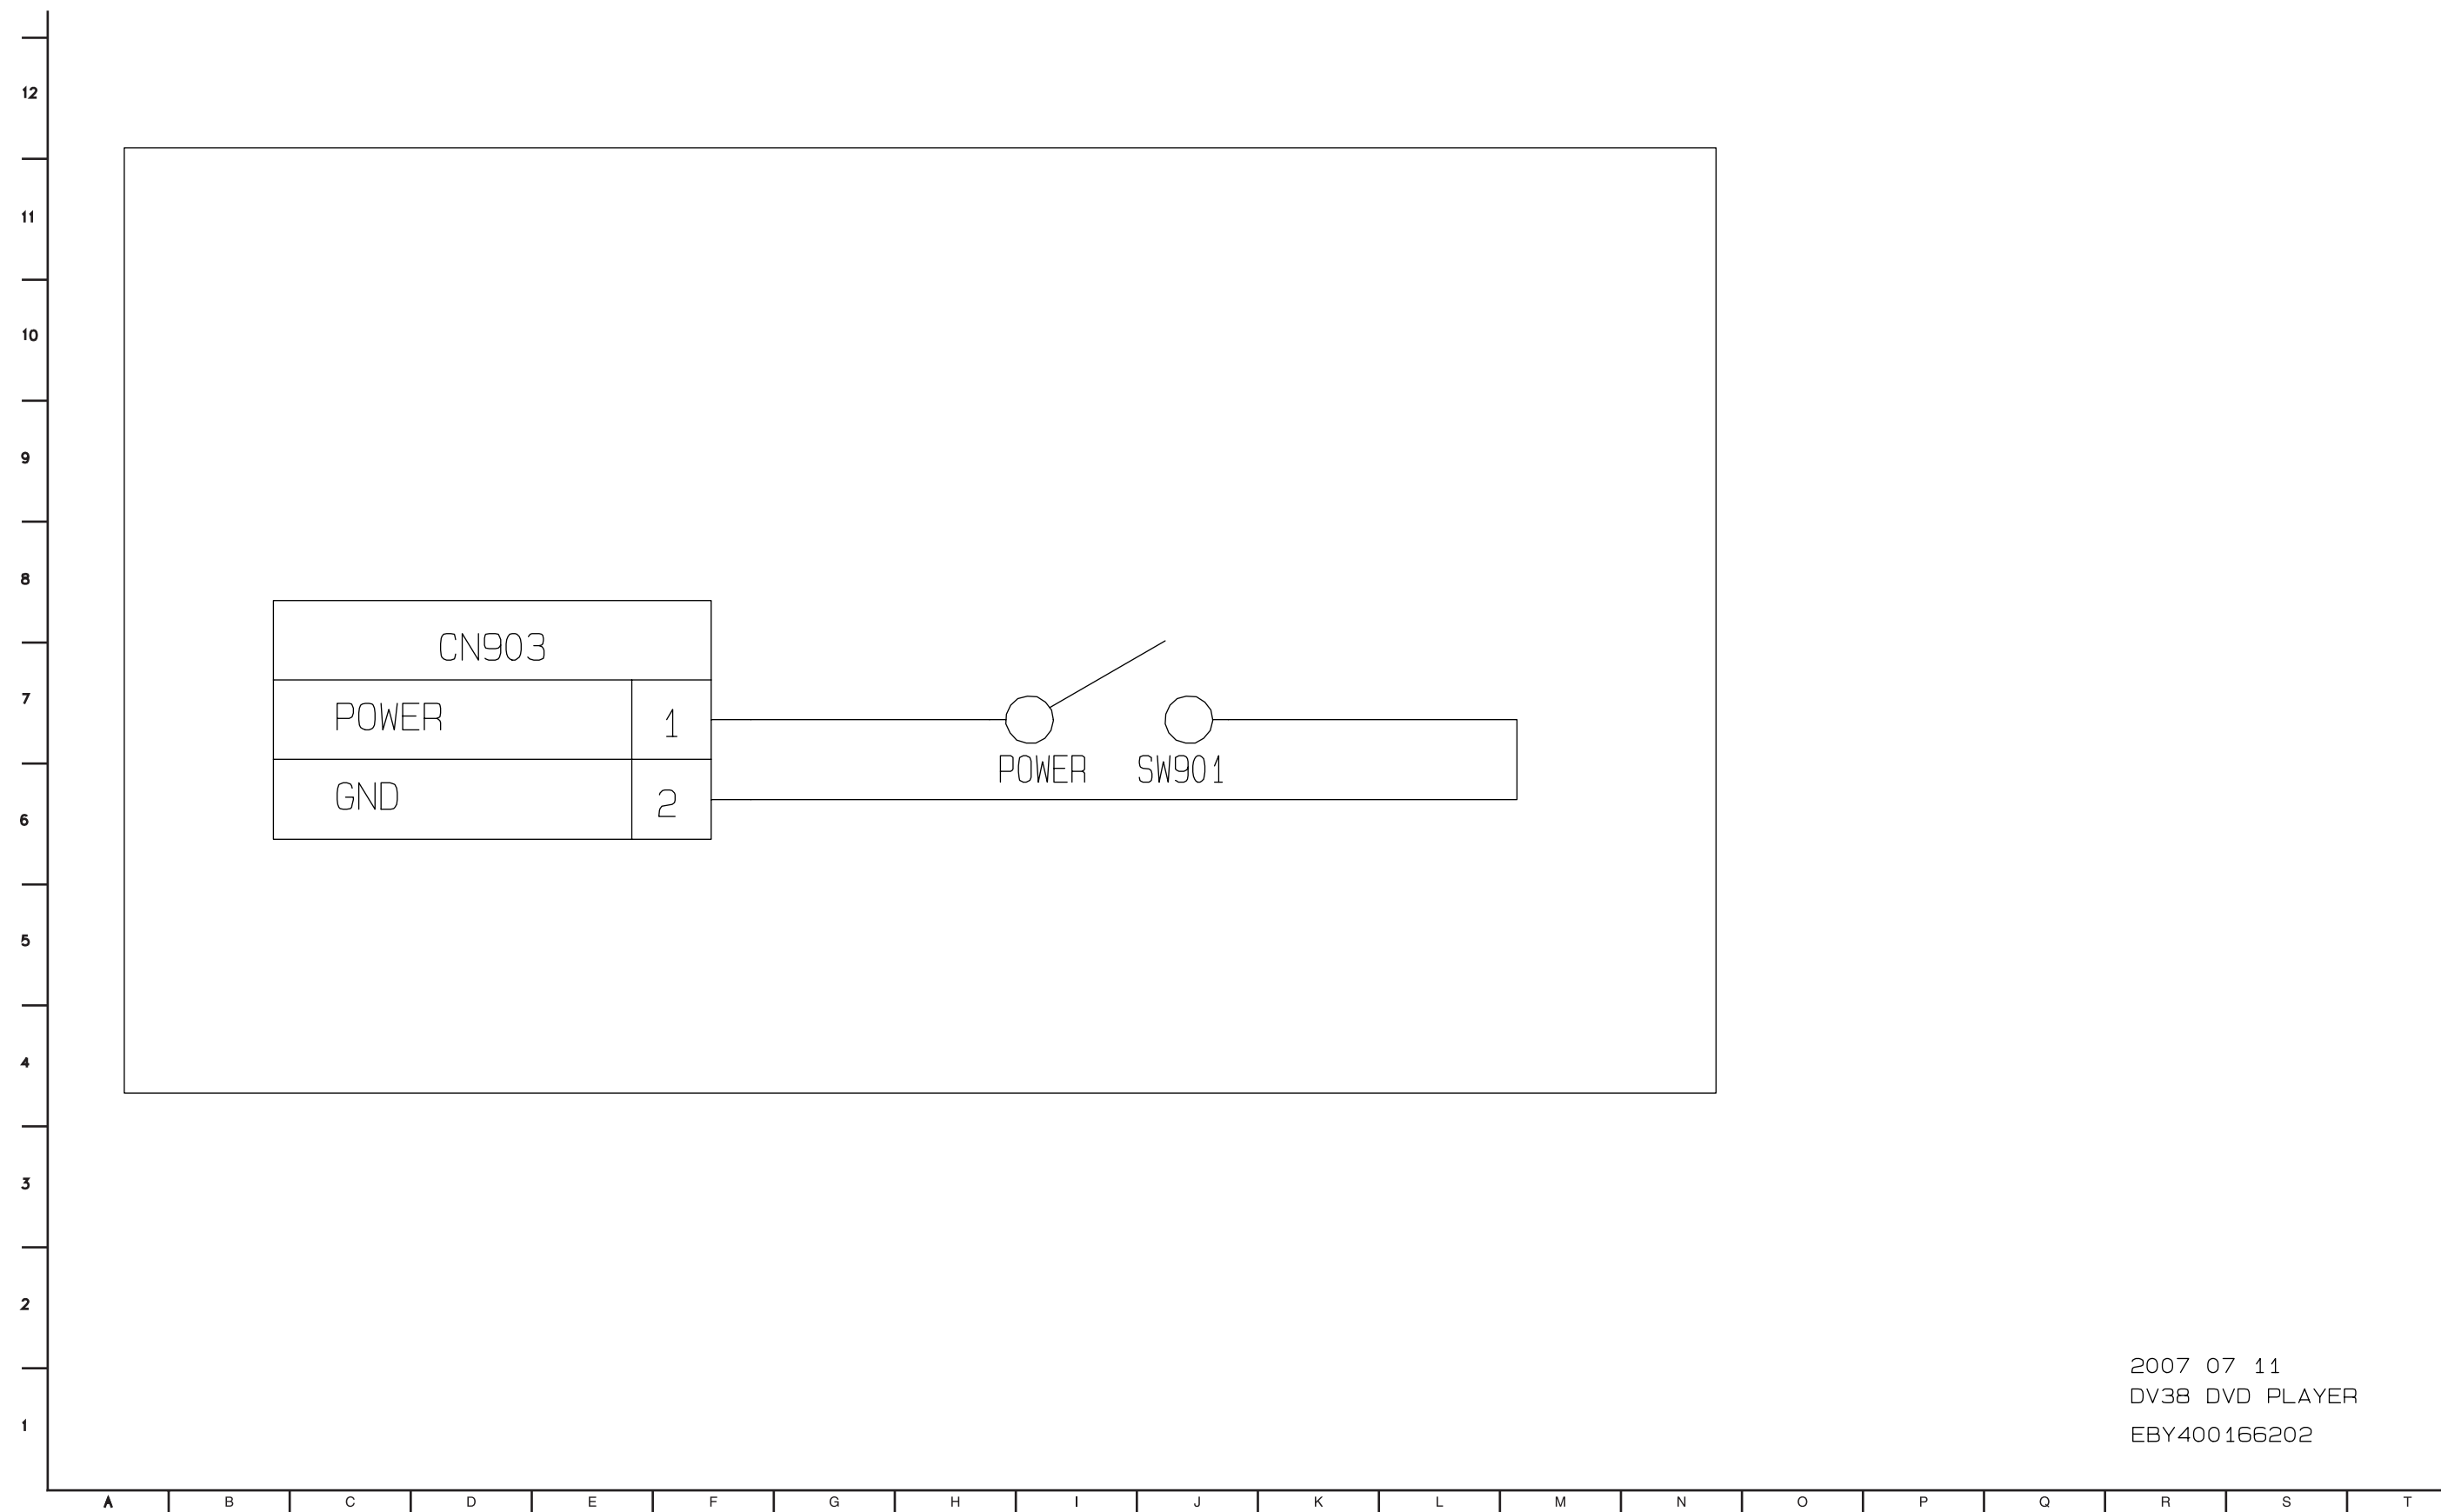 12
11
10
9
8
CN903
7
POWER 1
POWER SW901
GND 2
6
5
4
3
2
2007 07 11
DV38 DVD PLAYER
1
EBY400166202
A B C D E F G H I J K L M N O P Q R S T